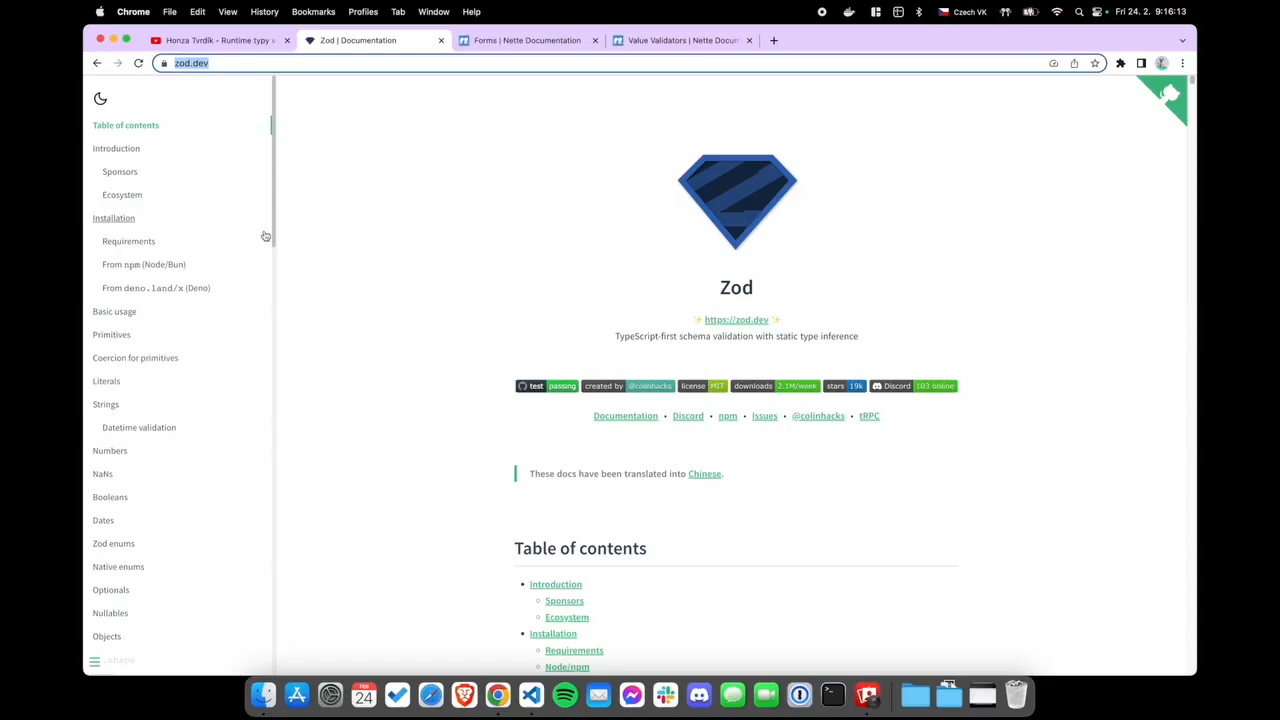 Chrome File Edit View History Bookmarks Profiles Tab Window Help Czech VK Fri 24. 2. 9:16:13
Honza Tvrdík – Runtime typy v Zod | Documentation Forms | Nette Documentation Value Validators | Nette Docum
zod.dev
Table of contents
Introduction
Sponsors
Ecosystem
Installation
Requirements
From npm (Node/Bun)
From deno.land/x (Deno)
Basic usage
Primitives
Coercion for primitives
Literals
Strings
Datetime validation
Numbers
NaNs
Booleans
Dates
Zod enums
Native enums
Optionals
Nullables
Objects
.shape
Zod
✨ https://zod.dev ✨
TypeScript-first schema validation with static type inference
test passing created by @colinhacks license MIT downloads 2.1M/week stars 19k Discord 103 online
Documentation • Discord • npm • Issues • @colinhacks • tRPC
These docs have been translated into Chinese.
Table of contents
• Introduction
◦ Sponsors
◦ Ecosystem
• Installation
◦ Requirements
◦ Node/npm
FEB
24